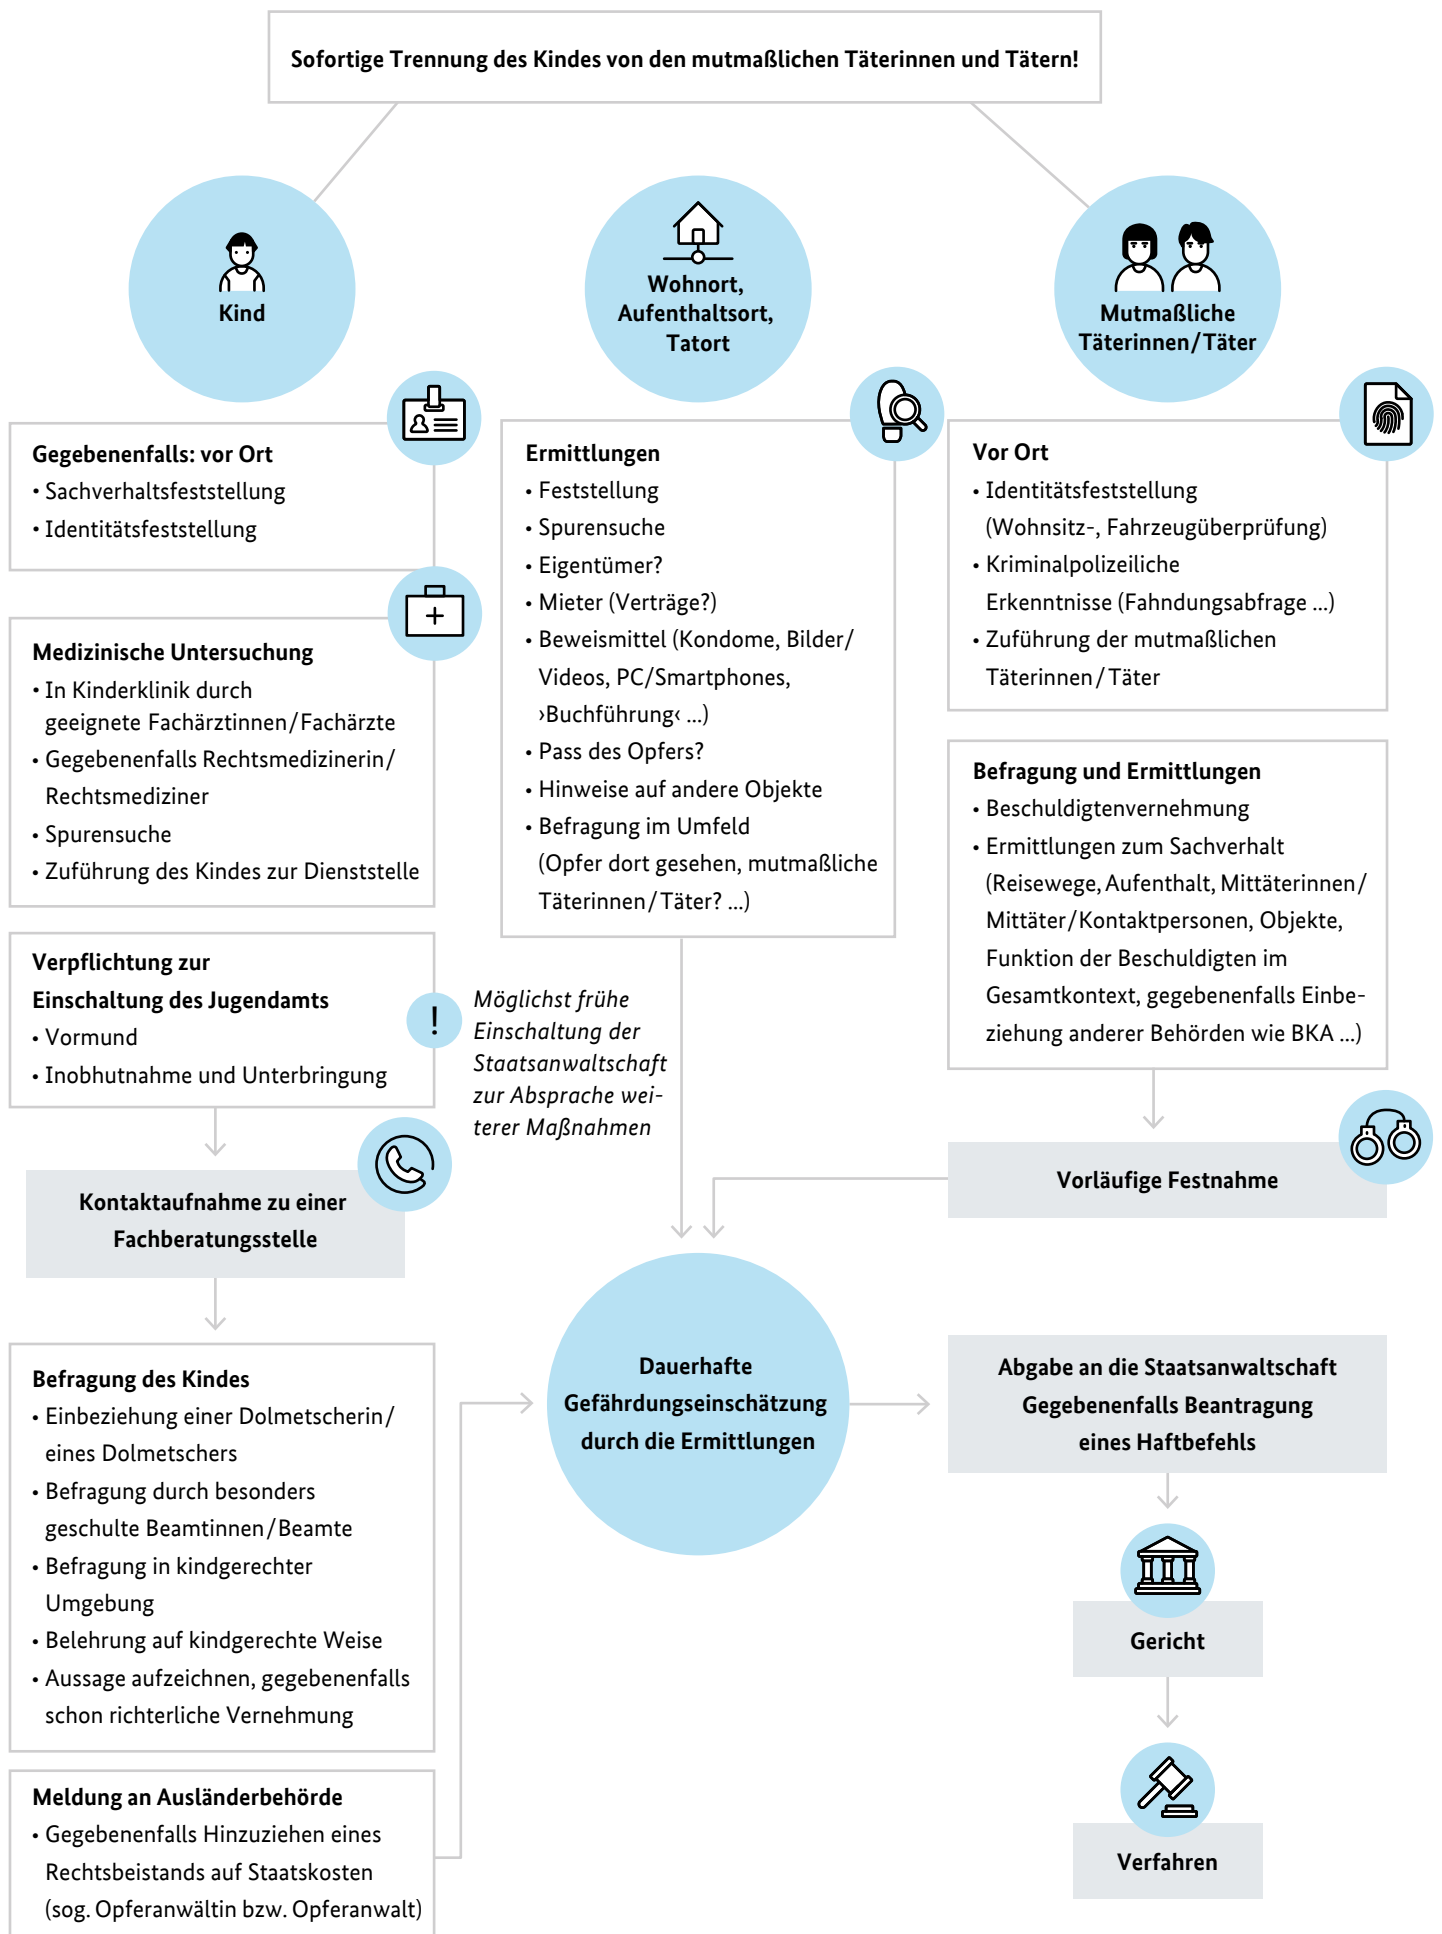 Sofortige Trennung des Kindes von den mutmaßlichen Täterinnen und Tätern!
Kind
Wohnort,
Aufenthaltsort,
Tatort
Mutmaßliche
Täterinnen/Täter
Gegebenenfalls: vor Ort
• Sachverhaltsfeststellung
• Identitätsfeststellung
Medizinische Untersuchung
• In Kinderklinik durch
geeignete Fachärztinnen/Fachärzte
• Gegebenenfalls Rechtsmedizinerin/
Rechtsmediziner
• Spurensuche
• Zuführung des Kindes zur Dienststelle
Verpflichtung zur
Einschaltung des Jugendamts
• Vormund
• Inobhutnahme und Unterbringung
!
Möglichst frühe
Einschaltung der
Staatsanwaltschaft
zur Absprache wei-
terer Maßnahmen
Kontaktaufnahme zu einer
Fachberatungsstelle
Befragung des Kindes
• Einbeziehung einer Dolmetscherin/
eines Dolmetschers
• Befragung durch besonders
geschulte Beamtinnen/Beamte
• Befragung in kindgerechter
Umgebung
• Belehrung auf kindgerechte Weise
• Aussage aufzeichnen, gegebenenfalls
schon richterliche Vernehmung
Meldung an Ausländerbehörde
• Gegebenenfalls Hinzuziehen eines
Rechtsbeistands auf Staatskosten
(sog. Opferanwältin bzw. Opferanwalt)
Ermittlungen
• Feststellung
• Spurensuche
• Eigentümer?
• Mieter (Verträge?)
• Beweismittel (Kondome, Bilder/
Videos, PC/Smartphones,
›Buchführung‹ ...)
• Pass des Opfers?
• Hinweise auf andere Objekte
• Befragung im Umfeld
(Opfer dort gesehen, mutmaßliche
Täterinnen/Täter? ...)
Vor Ort
• Identitätsfeststellung
(Wohnsitz-, Fahrzeugüberprüfung)
• Kriminalpolizeiliche
Erkenntnisse (Fahndungsabfrage ...)
• Zuführung der mutmaßlichen
Täterinnen/Täter
Befragung und Ermittlungen
• Beschuldigtenvernehmung
• Ermittlungen zum Sachverhalt
(Reisewege, Aufenthalt, Mittäterinnen/
Mittäter/Kontaktpersonen, Objekte,
Funktion der Beschuldigten im
Gesamtkontext, gegebenenfalls Einbe-
ziehung anderer Behörden wie BKA ...)
Vorläufige Festnahme
Dauerhafte
Gefährdungseinschätzung
durch die Ermittlungen
Abgabe an die Staatsanwaltschaft
Gegebenenfalls Beantragung
eines Haftbefehls
Gericht
Verfahren